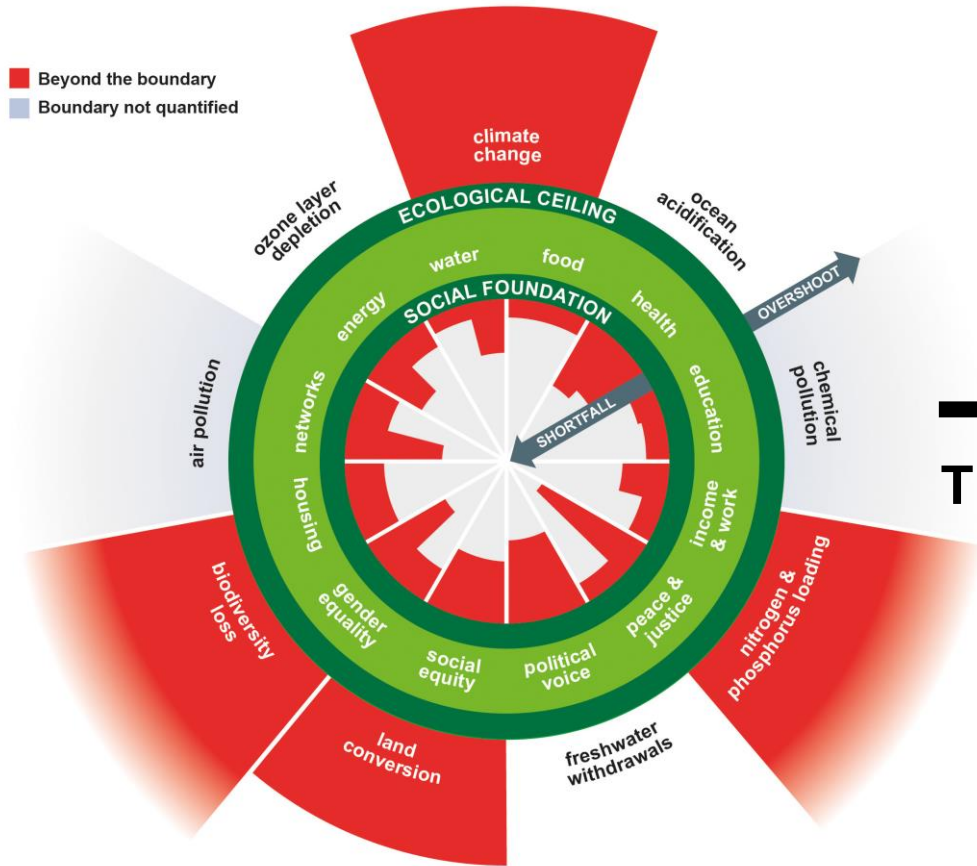 Beyond the boundary
Boundary not quantified
climate
change
ozone layer
depletion
ocean
acidification
ECOLOGICAL CEILING
OVERSHOOT
water
food
energy
health
SOCIAL FOUNDATION
networks
education
SHORTFALL
air pollution
chemical
pollution
T
housing
income
& work
gender
equality
peace &
justice
social
equity
political
voice
biodiversity
loss
nitrogen &
phosphorus loading
land
conversion
freshwater
withdrawals